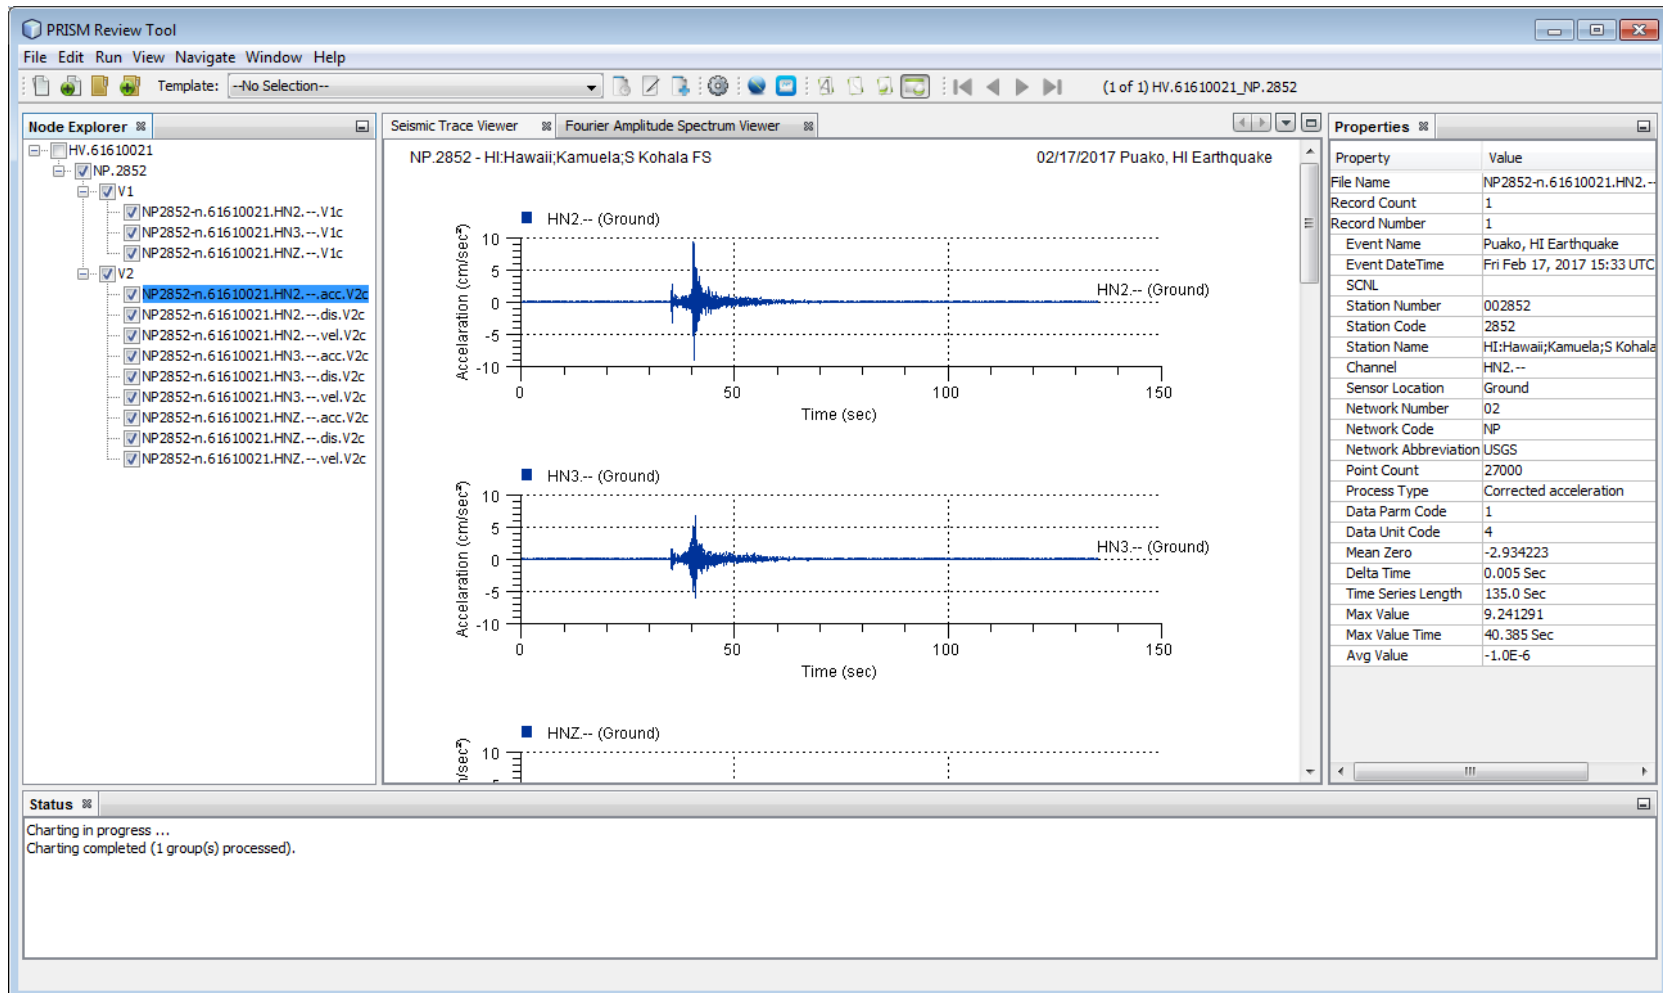 PRISM Review Tool
File Edit Run View Navigate Window Help
Template: --No Selection--
(1 of 1) HV.61610021_NP.2852
Node Explorer
HV.61610021
NP.2852
V1
NP2852-n.61610021.HN2.--.V1c
NP2852-n.61610021.HN3.--.V1c
NP2852-n.61610021.HNZ.--.V1c
V2
NP2852-n.61610021.HN2.--.acc.V2c
NP2852-n.61610021.HN2.--.dis.V2c
NP2852-n.61610021.HN2.--.vel.V2c
NP2852-n.61610021.HN3.--.acc.V2c
NP2852-n.61610021.HN3.--.dis.V2c
NP2852-n.61610021.HN3.--.vel.V2c
NP2852-n.61610021.HNZ.--.acc.V2c
NP2852-n.61610021.HNZ.--.dis.V2c
NP2852-n.61610021.HNZ.--.vel.V2c
Seismic Trace Viewer
Fourier Amplitude Spectrum Viewer
NP.2852 - HI:Hawaii;Kamuela;S Kohala FS
02/17/2017 Puako, HI Earthquake
HN2.-- (Ground)
Accelaration (cm/sec²)
10
5
0
-5
-10
HN2.-- (Ground)
0 50 100 150
Time (sec)
HN3.-- (Ground)
Accelaration (cm/sec²)
10
5
0
-5
-10
HN3.-- (Ground)
0 50 100 150
Time (sec)
HNZ.-- (Ground)
10
Properties
Property Value
File Name NP2852-n.61610021.HN2.--
Record Count 1
Record Number 1
Event Name Puako, HI Earthquake
Event DateTime Fri Feb 17, 2017 15:33 UTC
SCNL
Station Number 002852
Station Code 2852
Station Name HI:Hawaii;Kamuela;S Kohala
Channel HN2.--
Sensor Location Ground
Network Number 02
Network Code NP
Network Abbreviation USGS
Point Count 27000
Process Type Corrected acceleration
Data Parm Code 1
Data Unit Code 4
Mean Zero -2.934223
Delta Time 0.005 Sec
Time Series Length 135.0 Sec
Max Value 9.241291
Max Value Time 40.385 Sec
Avg Value -1.0E-6
Status
Charting in progress ...
Charting completed (1 group(s) processed).